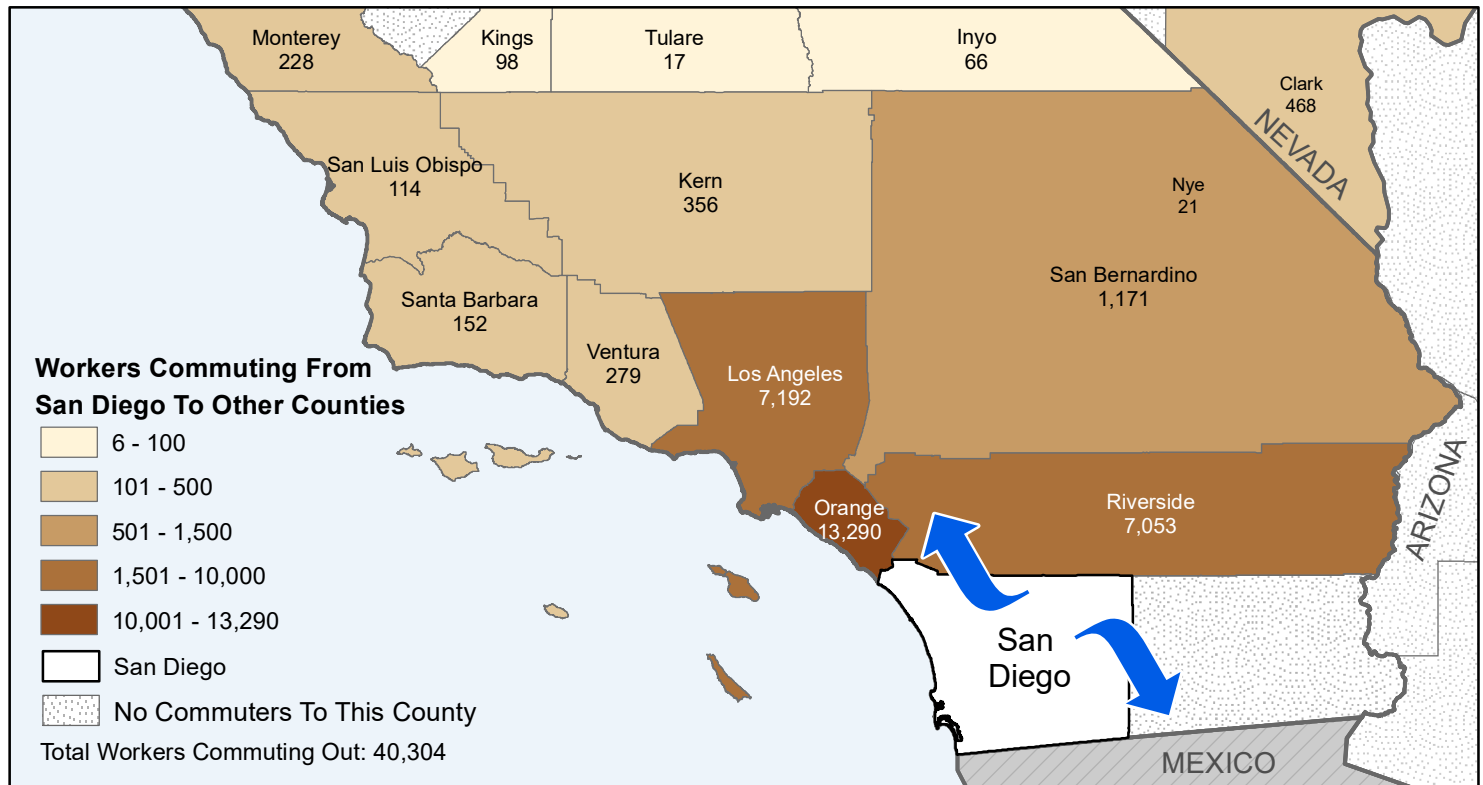 Monterey
228
Kings
98
Tulare
17
Inyo
66
Clark
468
NEVADA
San Luis Obispo
114
Kern
356
Nye
21
San Bernardino
1,171
Santa Barbara
152
Ventura
279
Los Angeles
7,192
Orange
13,290
Riverside
7,053
ARIZONA
San
Diego
MEXICO
Workers Commuting From
San Diego To Other Counties
6 - 100
101 - 500
501 - 1,500
1,501 - 10,000
10,001 - 13,290
San Diego
No Commuters To This County
Total Workers Commuting Out: 40,304